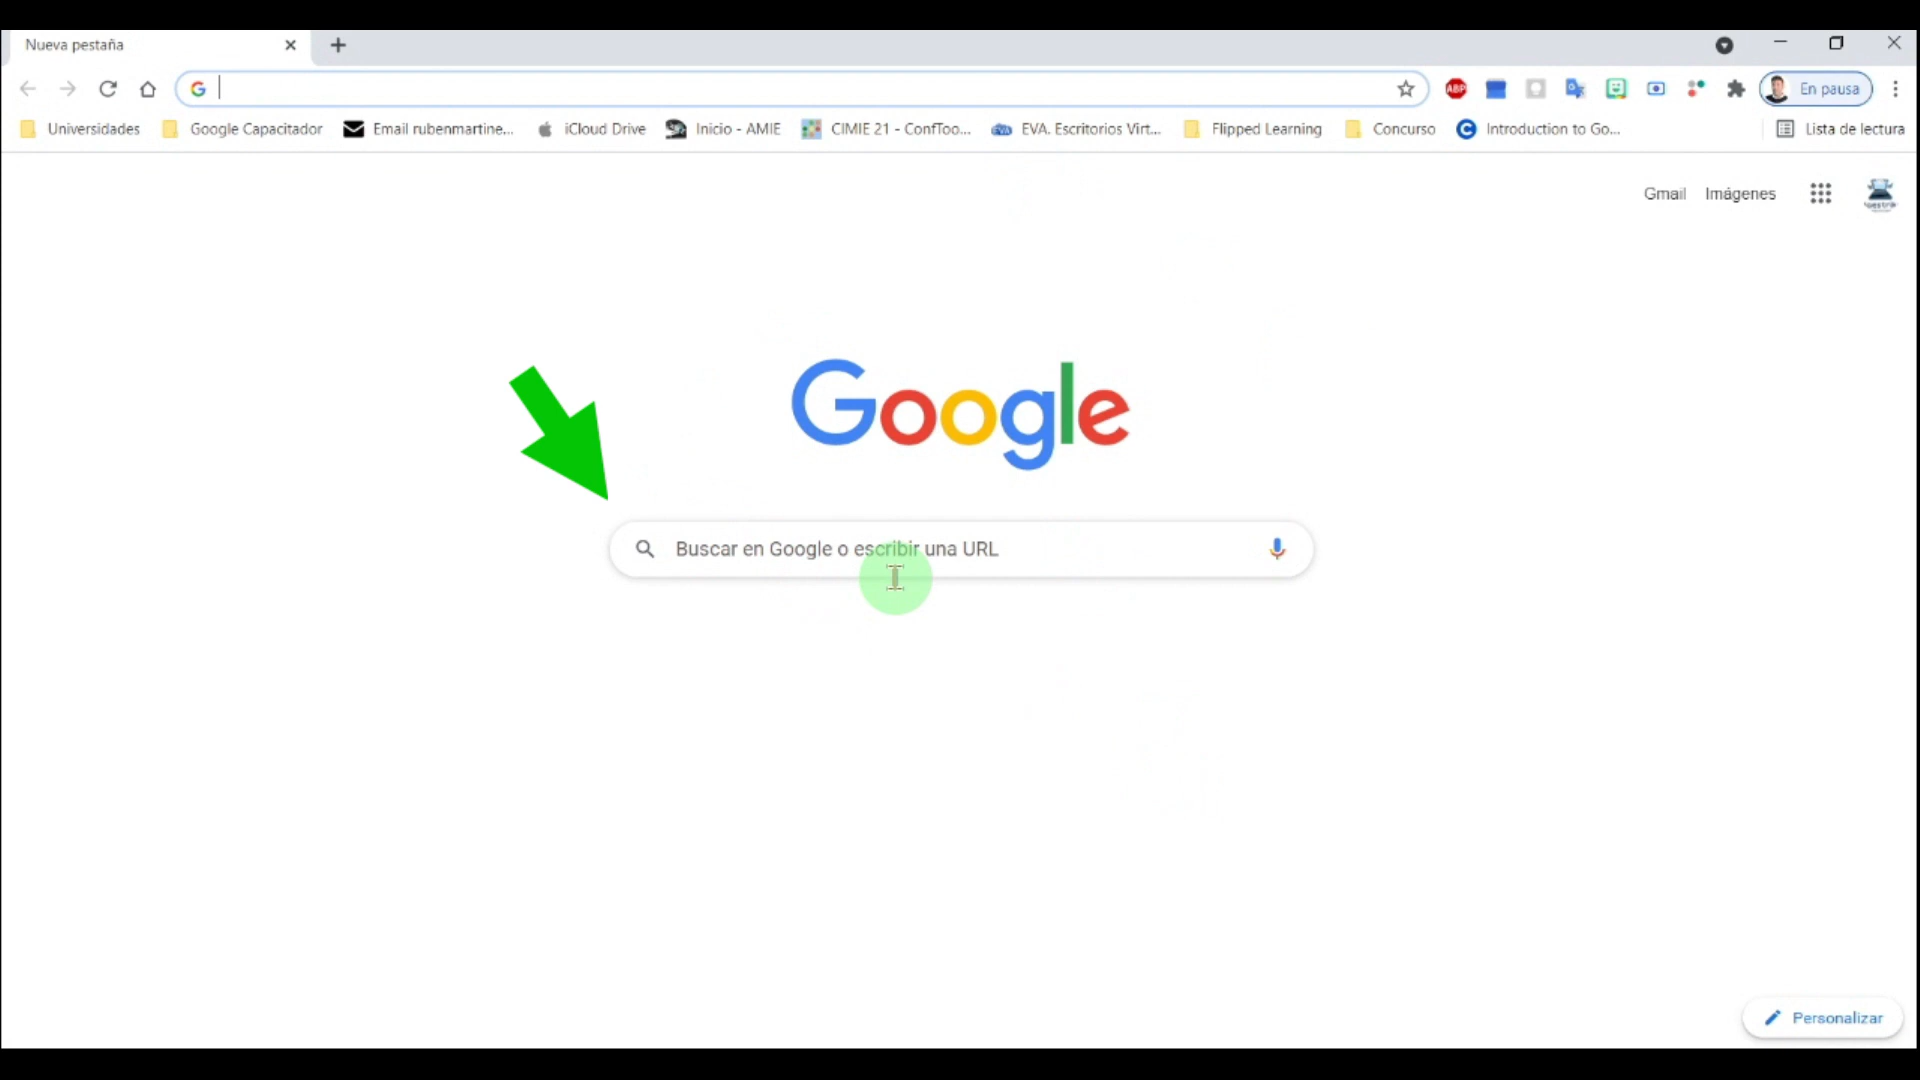 Nueva pestaña
ABP
En pausa
Universidades
Google Capacitador
Email rubenmartine...
iCloud Drive
Inicio - AMIE
CIMIE 21 - ConfToo...
EVA. Escritorios Virt...
Flipped Learning
Concurso
Introduction to Go...
Lista de lectura
Gmail
Imágenes
Google
Buscar en Google o escribir una URL
Personalizar